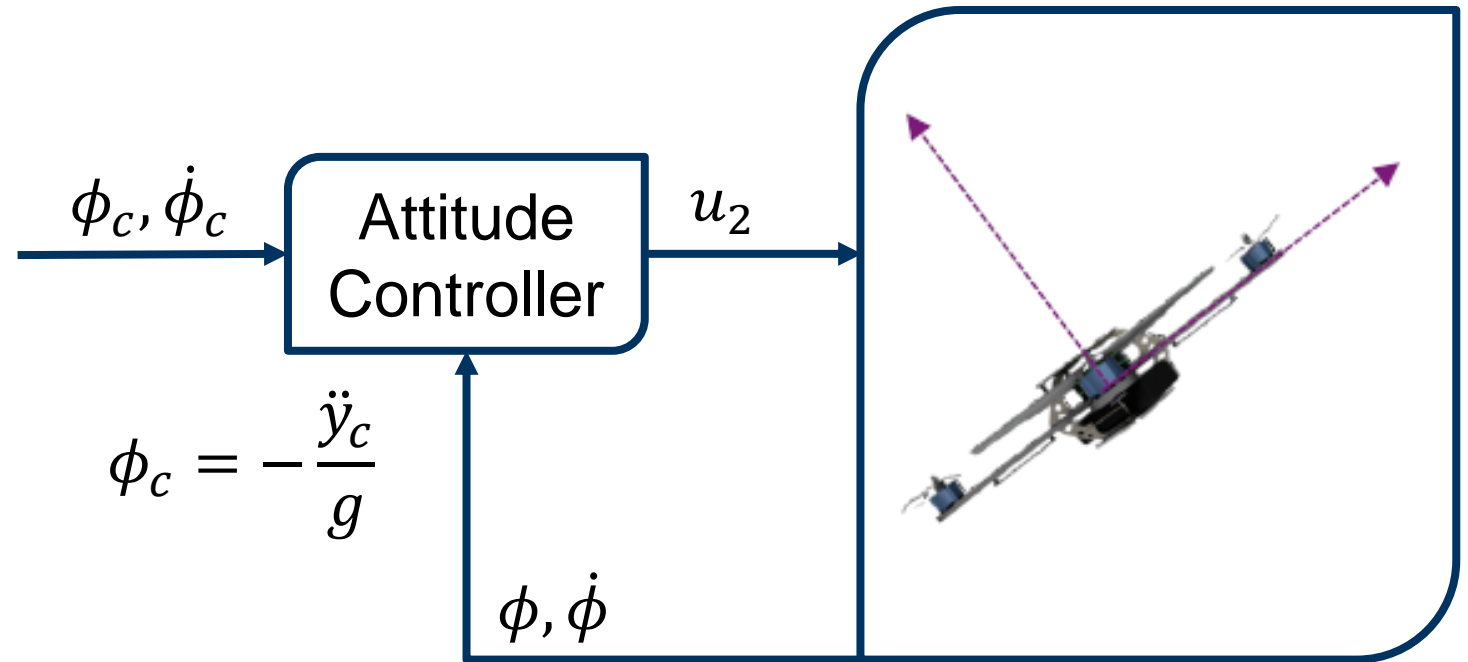 ϕ_c, ϕ̇_c
Attitude
Controller
u_2
ϕ_c = − ÿ_c / g
ϕ, ϕ̇